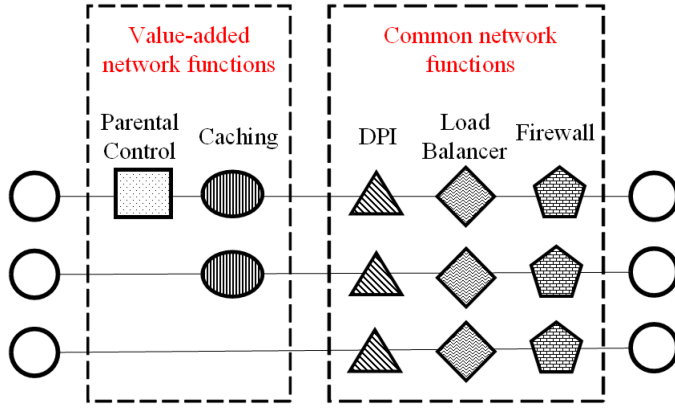 Value-added
network functions
Common network
functions
Parental
Control
Caching
DPI
Load
Balancer
Firewall